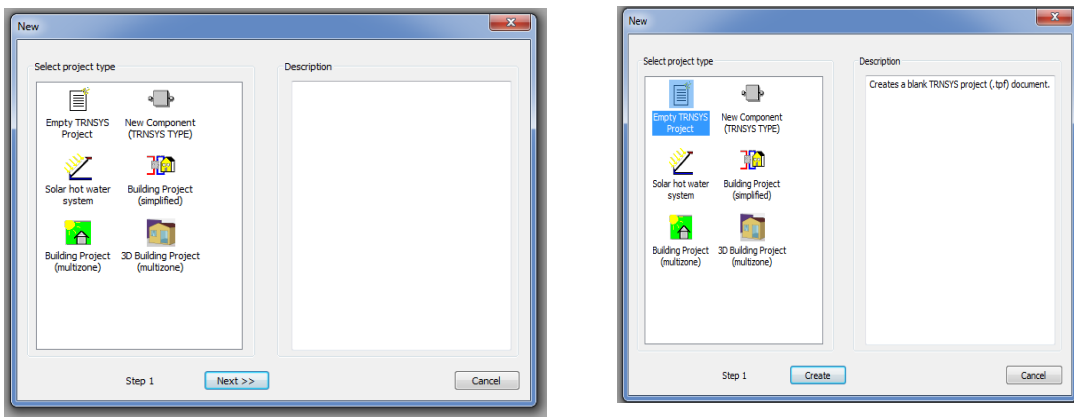 New
Select project type
Description
Empty TRNSYS
Project
New Component
(TRNSYS TYPE)
Solar hot water
system
Building Project
(simplified)
Building Project
(multizone)
3D Building Project
(multizone)
Step 1
Next >>
Cancel
New
Select project type
Description
Empty TRNSYS
Project
New Component
(TRNSYS TYPE)
Creates a blank TRNSYS project (.tpf) document.
Solar hot water
system
Building Project
(simplified)
Building Project
(multizone)
3D Building Project
(multizone)
Step 1
Create
Cancel